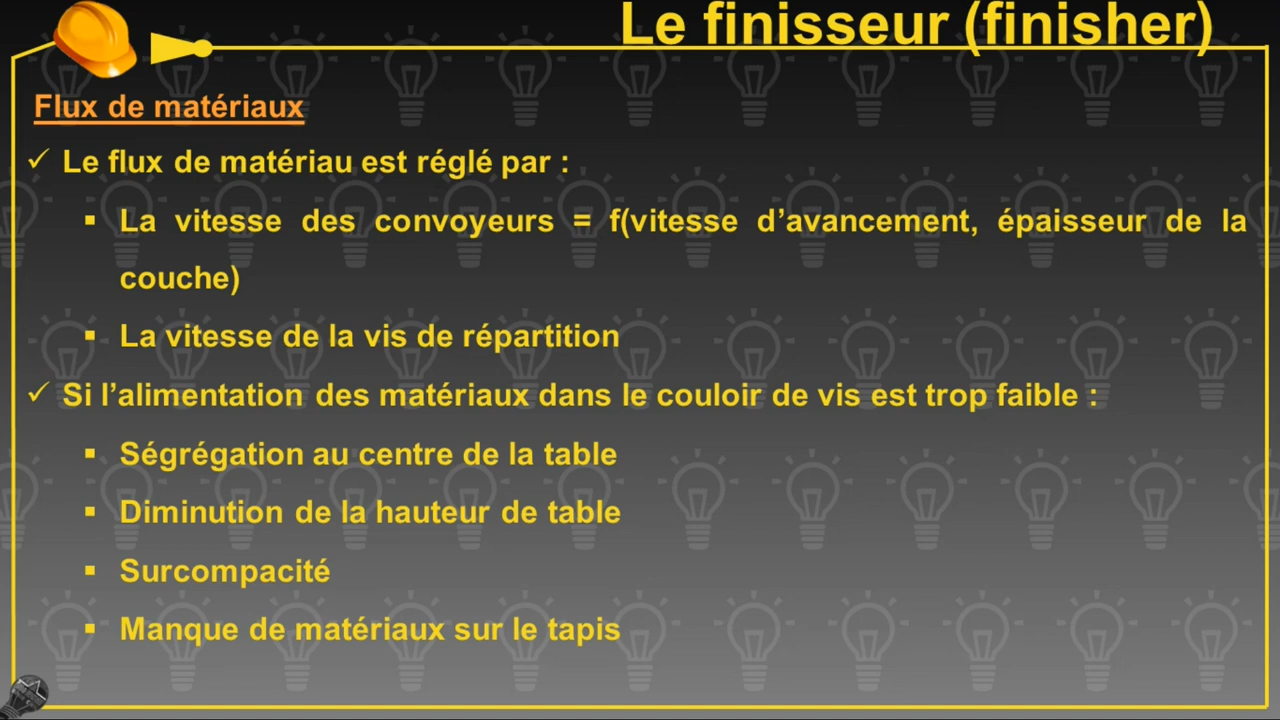 Le finisseur (finisher)
Flux de matériaux
✓ Le flux de matériau est réglé par :
▪ La vitesse des convoyeurs = f(vitesse d’avancement, épaisseur de la
couche)
▪ La vitesse de la vis de répartition
✓ Si l’alimentation des matériaux dans le couloir de vis est trop faible :
▪ Ségrégation au centre de la table
▪ Diminution de la hauteur de table
▪ Surcompacité
▪ Manque de matériaux sur le tapis